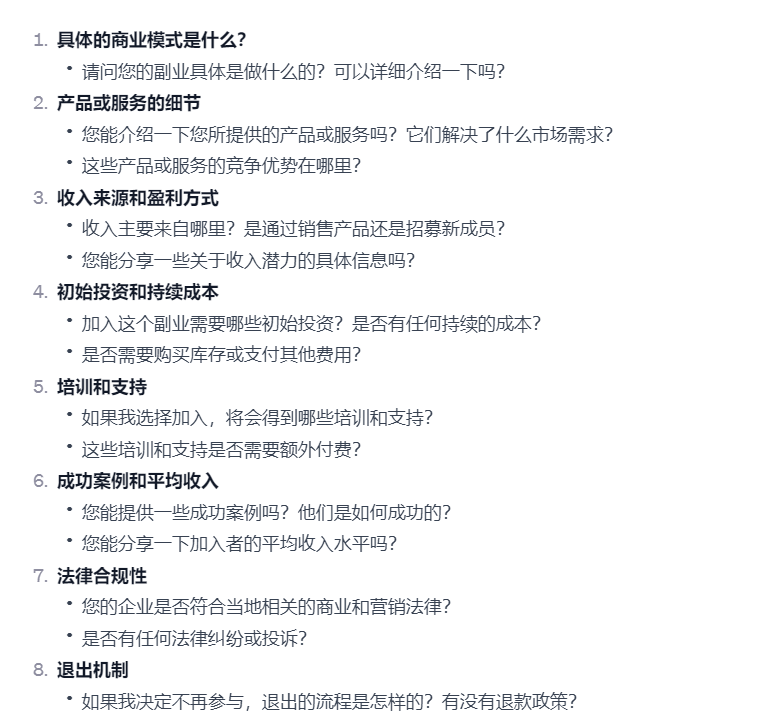 1. 具体的商业模式是什么？
• 请问您的副业具体是做什么的？可以详细介绍一下吗？
2. 产品或服务的细节
• 您能介绍一下您所提供的产品或服务吗？它们解决了什么市场需求？
• 这些产品或服务的竞争优势在哪里？
3. 收入来源和盈利方式
• 收入主要来自哪里？是通过销售产品还是招募新成员？
• 您能分享一些关于收入潜力的具体信息吗？
4. 初始投资和持续成本
• 加入这个副业需要哪些初始投资？是否有任何持续的成本？
• 是否需要购买库存或支付其他费用？
5. 培训和支持
• 如果我选择加入，将会得到哪些培训和支持？
• 这些培训和支持是否需要额外付费？
6. 成功案例和平均收入
• 您能提供一些成功案例吗？他们是如何成功的？
• 您能分享一下加入者的平均收入水平吗？
7. 法律合规性
• 您的企业是否符合当地相关的商业和营销法律？
• 是否有任何法律纠纷或投诉？
8. 退出机制
• 如果我决定不再参与，退出的流程是怎样的？有没有退款政策？